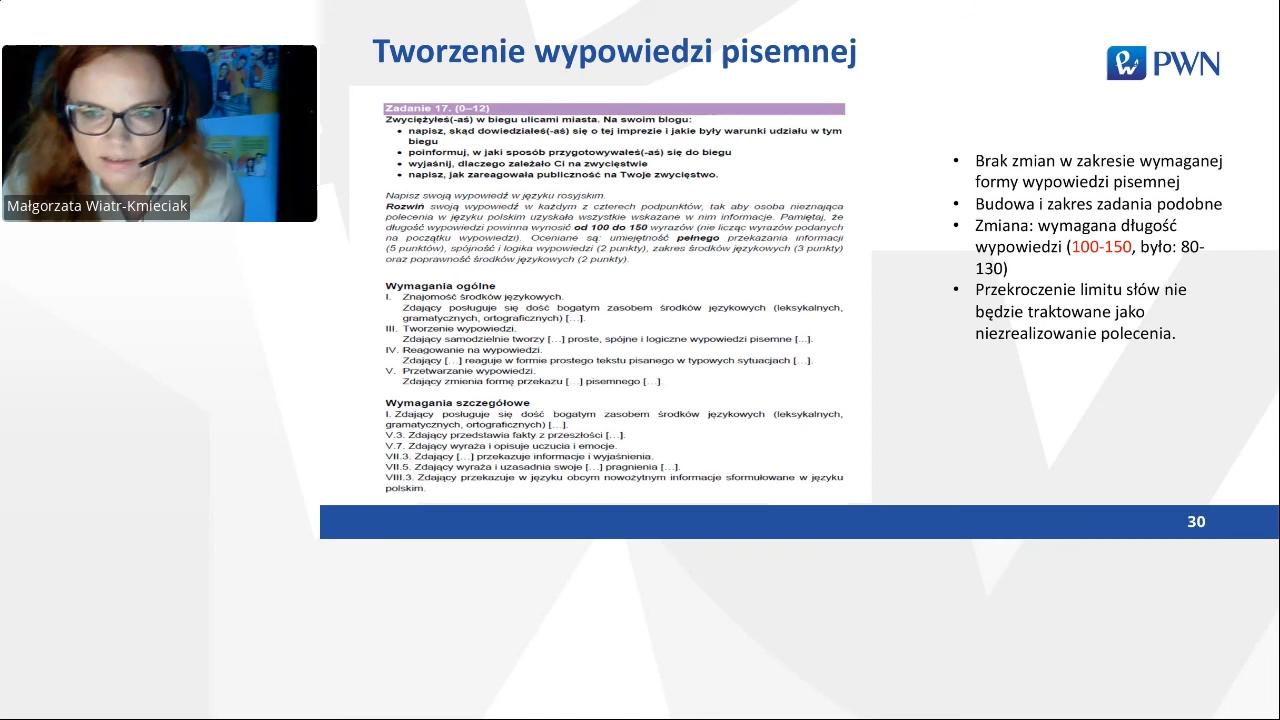 Tworzenie wypowiedzi pisemnej
PWN
Małgorzata Wiatr-Kmieciak
Zadanie 17. (0–12)
Zwyciężyłeś(-aś) w biegu ulicami miasta. Na swoim blogu:
• napisz, skąd dowiedziałeś(-aś) się o tej imprezie i jakie były warunki udziału w tym
biegu
• poinformuj, w jaki sposób przygotowywałeś(-aś) się do biegu
• wyjaśnij, dlaczego zależało Ci na zwycięstwie
• napisz, jak zareagowała publiczność na Twoje zwycięstwo.
Napisz swoją wypowiedź w języku rosyjskim.
Rozwiń swoją wypowiedź w każdym z czterech podpunktów, tak aby osoba nieznająca
polecenia w języku polskim uzyskała wszystkie wskazane w nim informacje. Pamiętaj, że
długość wypowiedzi powinna wynosić od 100 do 150 wyrazów (nie licząc wyrazów podanych
na początku wypowiedzi). Oceniane są: umiejętność pełnego przekazania informacji
(5 punktów), spójność i logika wypowiedzi (2 punkty), zakres środków językowych (3 punkty)
oraz poprawność środków językowych (2 punkty).
Wymagania ogólne
I. Znajomość środków językowych.
Zdający posługuje się dość bogatym zasobem środków językowych (leksykalnych,
gramatycznych, ortograficznych) […].
III. Tworzenie wypowiedzi.
Zdający samodzielnie tworzy […] proste, spójne i logiczne wypowiedzi pisemne […].
IV. Reagowanie na wypowiedzi.
Zdający […] reaguje w formie prostego tekstu pisanego w typowych sytuacjach […].
V. Przetwarzanie wypowiedzi.
Zdający zmienia formę przekazu […] pisemnego […].
Wymagania szczegółowe
I. Zdający posługuje się dość bogatym zasobem środków językowych (leksykalnych,
gramatycznych, ortograficznych) […].
V.3. Zdający przedstawia fakty z przeszłości […].
V.7. Zdający wyraża i opisuje uczucia i emocje.
VII.3. Zdający […] przekazuje informacje i wyjaśnienia.
VII.5. Zdający wyraża i uzasadnia swoje […] pragnienia […].
VIII.3. Zdający przekazuje w języku obcym nowożytnym informacje sformułowane w języku
polskim.
• Brak zmian w zakresie wymaganej
formy wypowiedzi pisemnej
• Budowa i zakres zadania podobne
• Zmiana: wymagana długość
wypowiedzi (100-150, było: 80-
130)
• Przekroczenie limitu słów nie
będzie traktowane jako
niezrealizowanie polecenia.
30